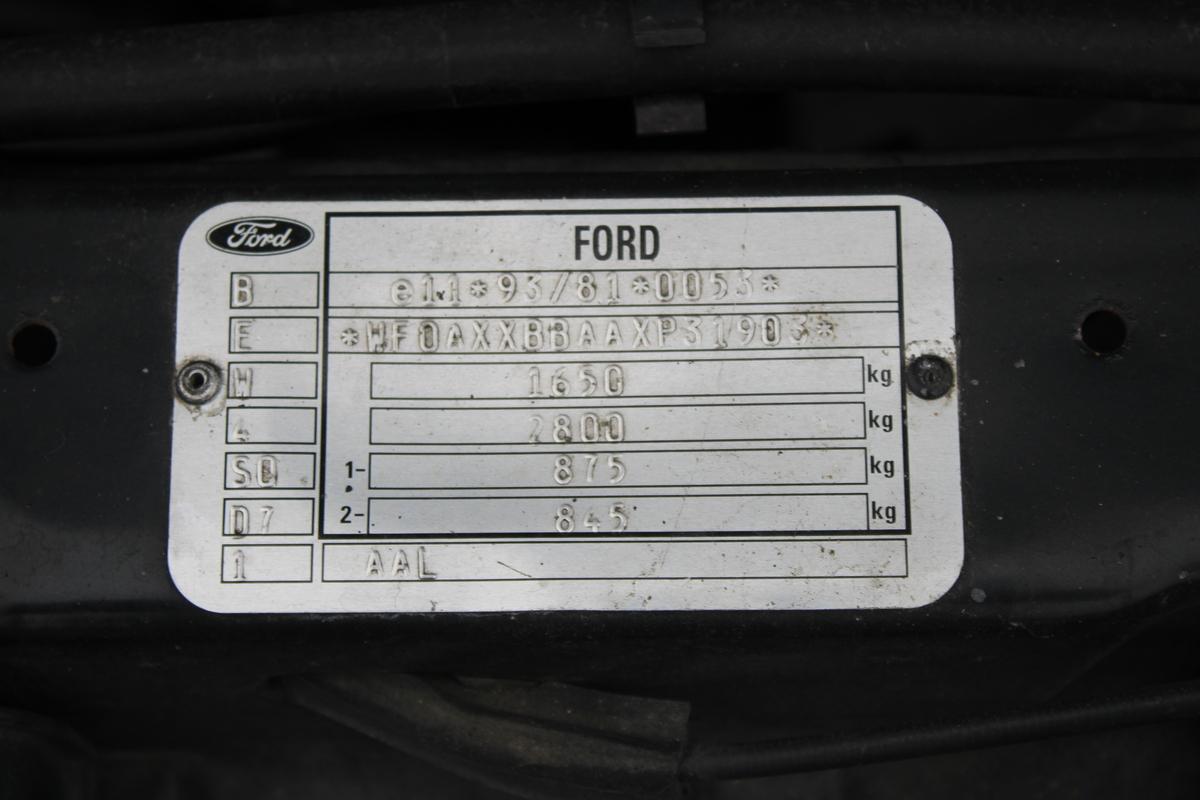 Ford
FORD
B e11*93/81*0053*
E *WF0AXXBBAAXP31903*
W 1650 kg
4 2800 kg
SQ 1- 875 kg
D7 2- 845 kg
1 AAL